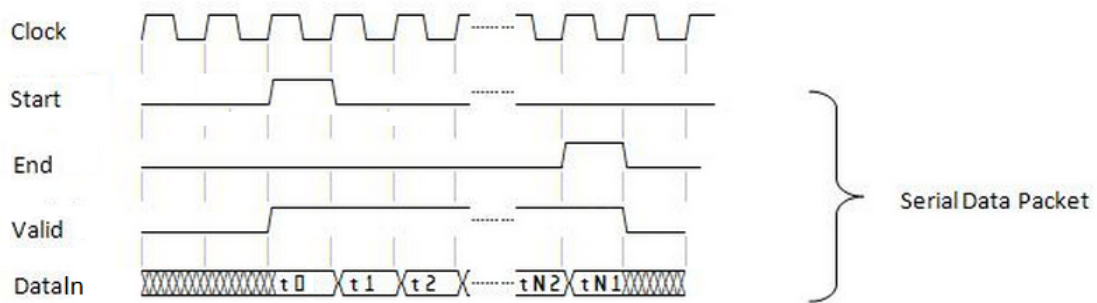 Clock
Start
End
Valid
DataIn t0 t1 t2 tN2 tN1
Serial Data Packet